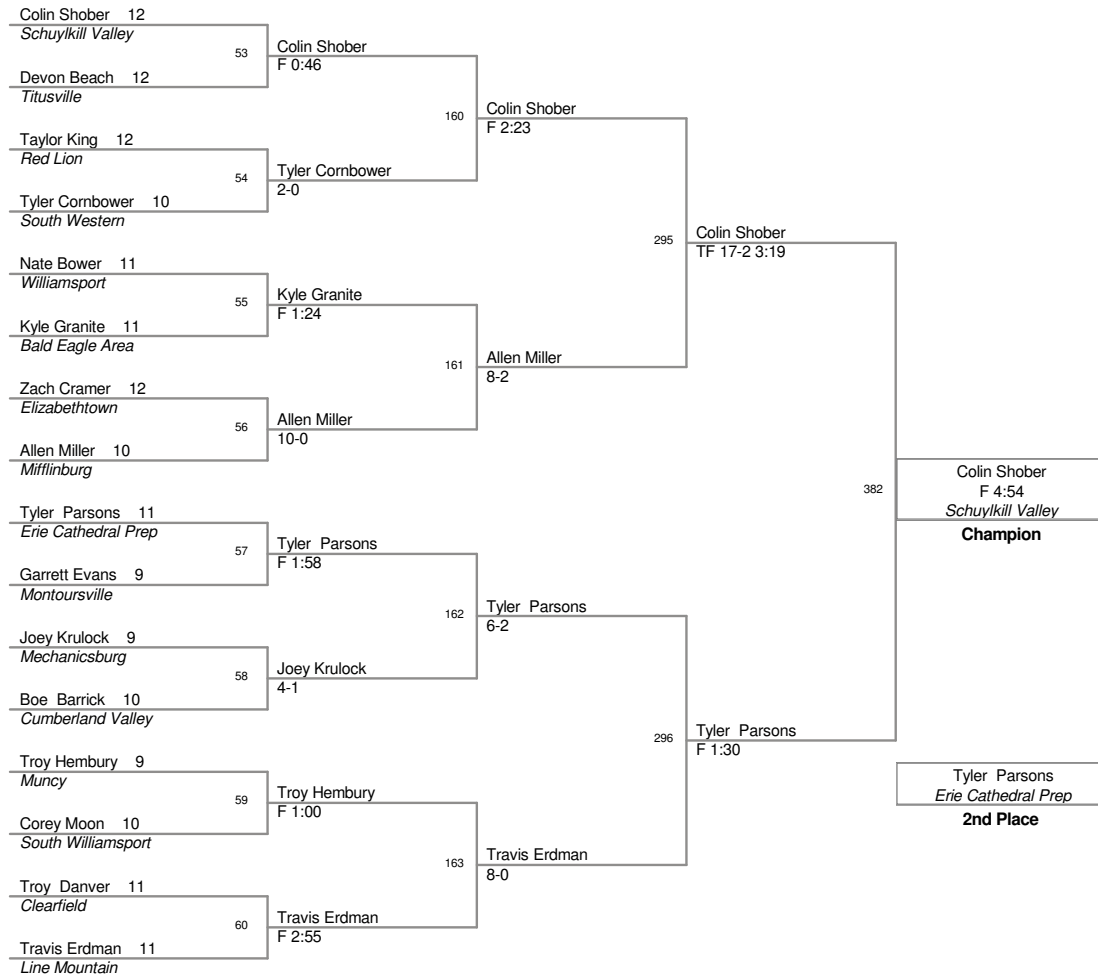 Colin Shober 12
Schuylkill Valley
53
Devon Beach 12
Titusville
Colin Shober
F 0:46
Taylor King 12
Red Lion
54
Tyler Cornbower 10
South Western
Tyler Cornbower
2-0
160
Colin Shober
F 2:23
Nate Bower 11
Williamsport
55
Kyle Granite 11
Bald Eagle Area
Kyle Granite
F 1:24
Zach Cramer 12
Elizabethtown
56
Allen Miller 10
Mifflinburg
Allen Miller
10-0
161
Allen Miller
8-2
295
Colin Shober
TF 17-2 3:19
Tyler Parsons 11
Erie Cathedral Prep
57
Garrett Evans 9
Montoursville
Tyler Parsons
F 1:58
Joey Krulock 9
Mechanicsburg
58
Boe Barrick 10
Cumberland Valley
Joey Krulock
4-1
162
Tyler Parsons
6-2
Troy Hembury 9
Muncy
59
Corey Moon 10
South Williamsport
Troy Hembury
F 1:00
Troy Danver 11
Clearfield
60
Travis Erdman 11
Line Mountain
Travis Erdman
F 2:55
163
Travis Erdman
8-0
296
Tyler Parsons
F 1:30
382
Colin Shober
F 4:54
Schuylkill Valley
Champion
Tyler Parsons
Erie Cathedral Prep
2nd Place